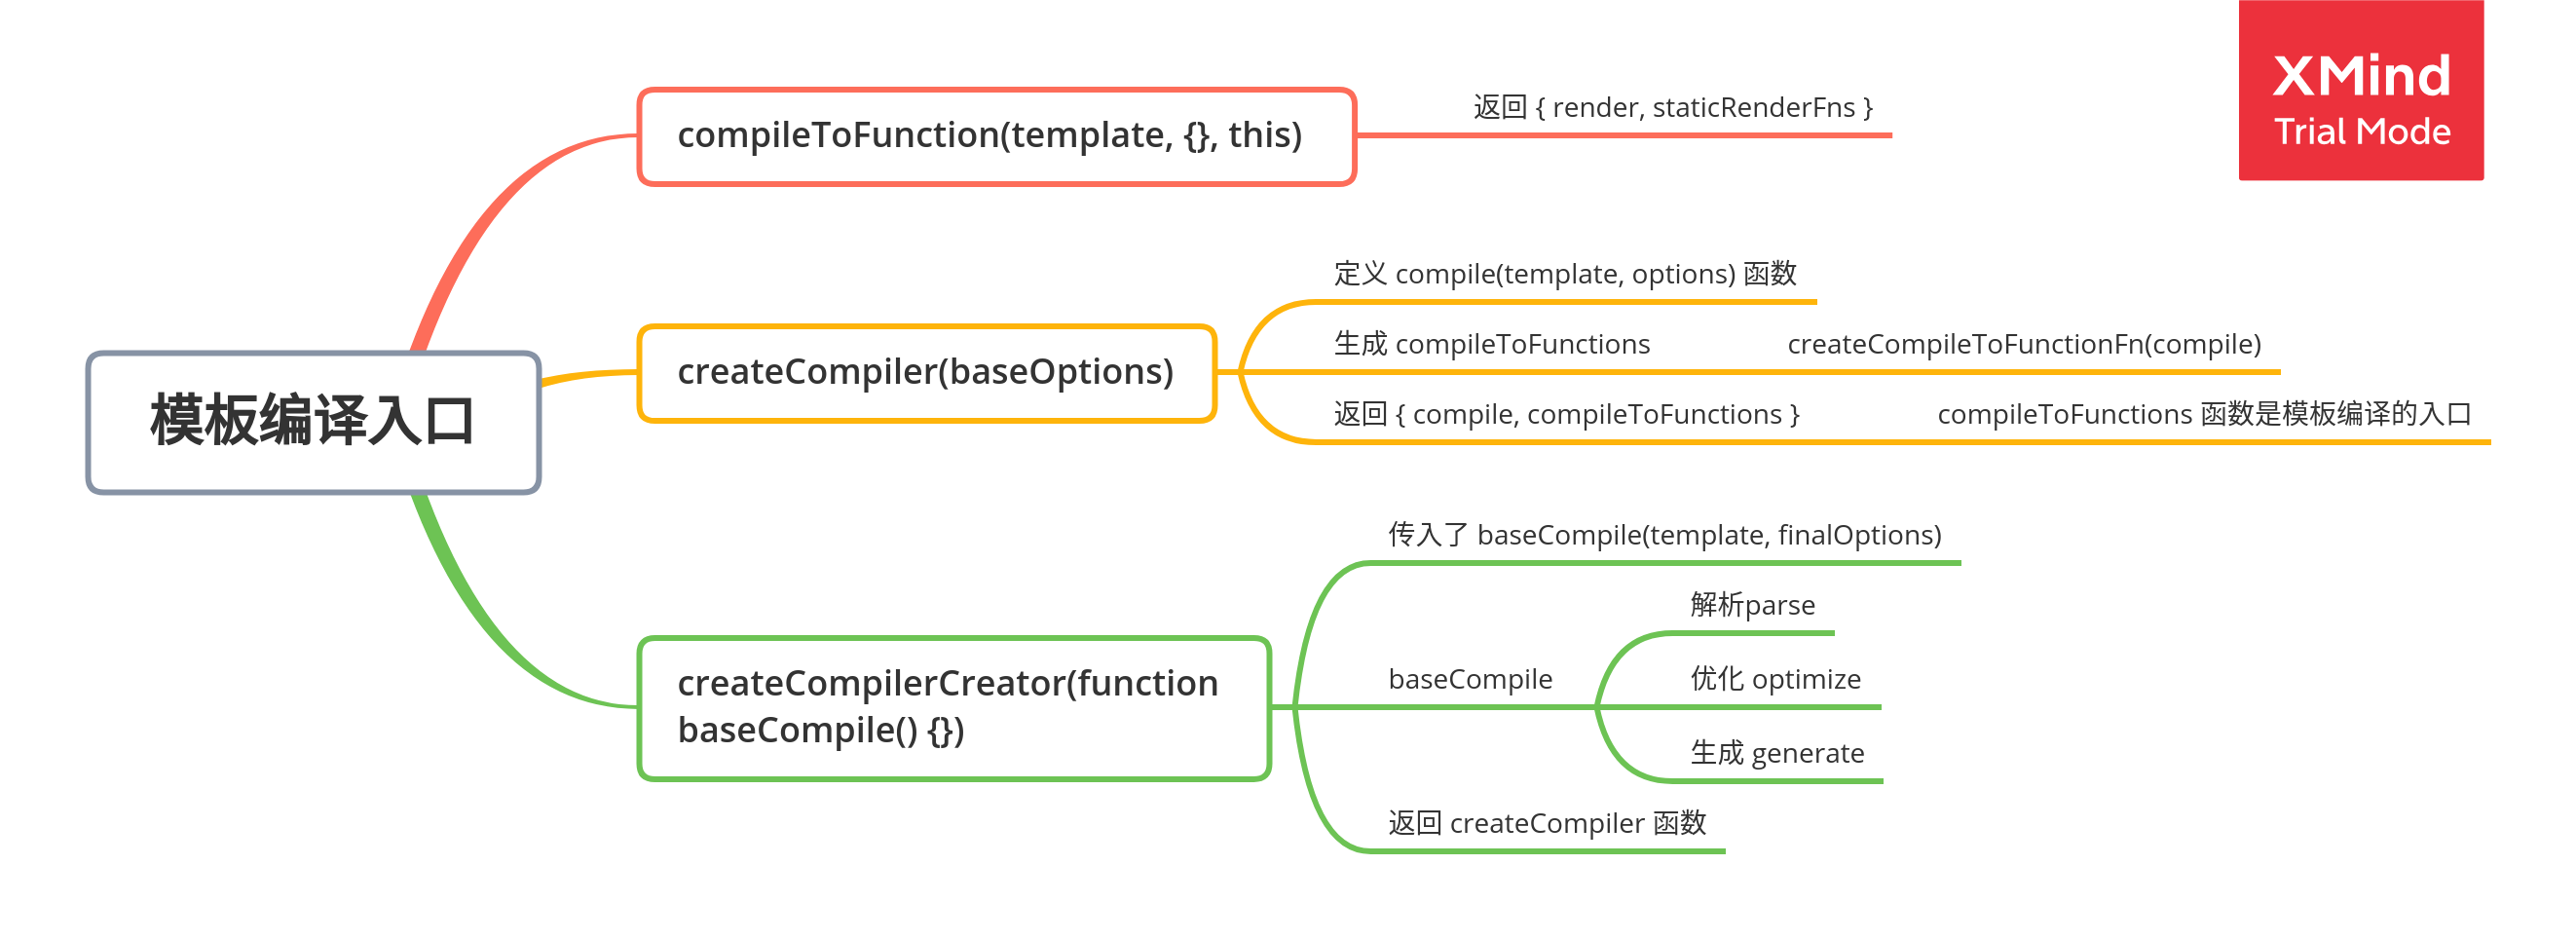 XMind
Trial Mode
compileToFunction(template, {}, this)
返回 { render, staticRenderFns }
模板编译入口
createCompiler(baseOptions)
定义 compile(template, options) 函数
生成 compileToFunctions
createCompileToFunctionFn(compile)
返回 { compile, compileToFunctions }
compileToFunctions 函数是模板编译的入口
createCompilerCreator(function
baseCompile() {})
传入了 baseCompile(template, finalOptions)
baseCompile
解析parse
优化 optimize
生成 generate
返回 createCompiler 函数